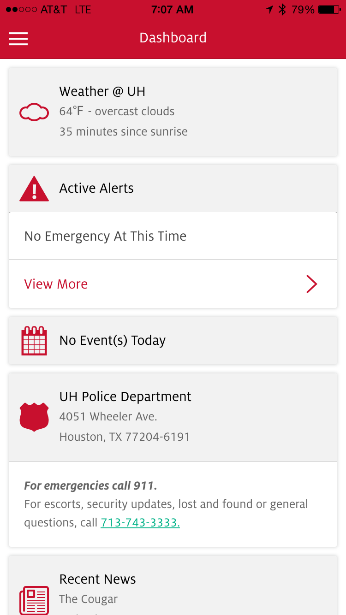 AT&T LTE 7:07 AM 79%
Dashboard
Weather @ UH
64°F - overcast clouds
35 minutes since sunrise
Active Alerts
No Emergency At This Time
View More
No Event(s) Today
UH Police Department
4051 Wheeler Ave.
Houston, TX 77204-6191
For emergencies call 911.
For escorts, security updates, lost and found or general
questions, call 713-743-3333.
Recent News
The Cougar